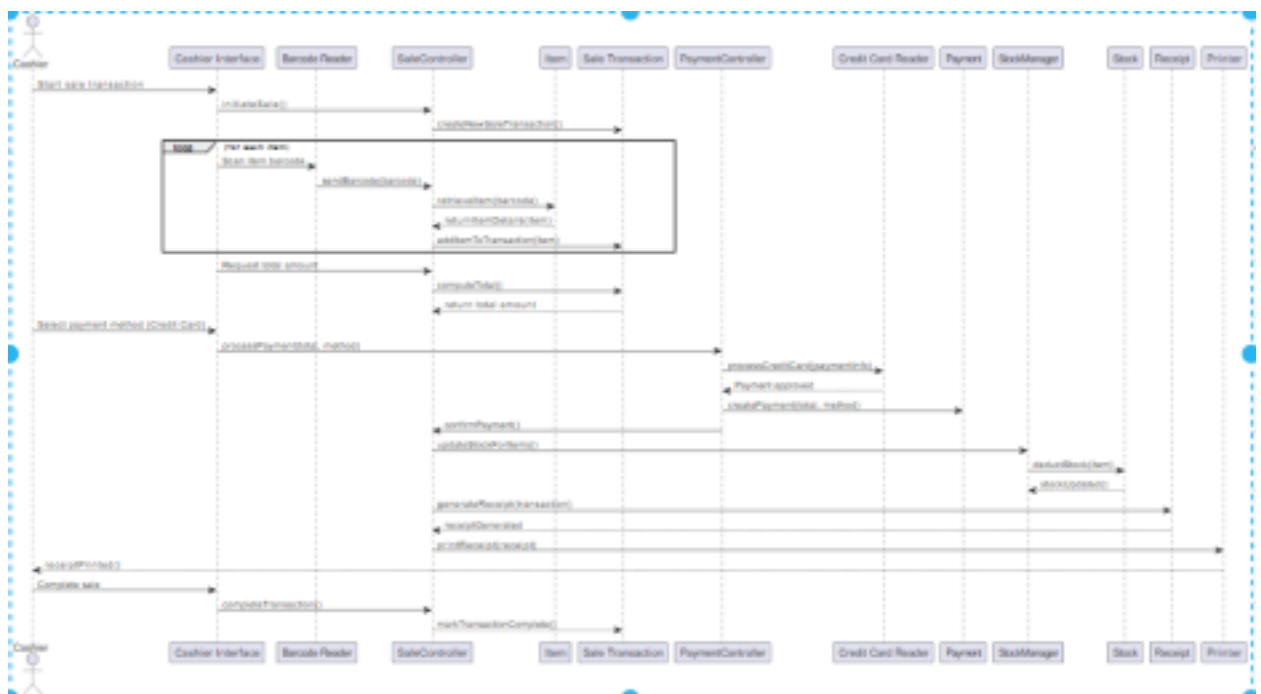 Cashier
Cashier Interface Barcode Reader SaleController Item Sale Transaction PaymentController Credit Card Reader Payment StockManager Stock Receipt Printer
Start sale transaction
initiateSale()
createNewSaleTransaction()
loop [for each item]
Scan item barcode
sendBarcode(barcode)
retrieveItem(barcode)
returnItemDetails(item)
addItemToTransaction(item)
Request total amount
computeTotal()
return total amount
Select payment method (Credit Card)
processPayment(total, method)
processCreditCard(paymentInfo)
Payment approved
createPayment(total, method)
confirmPayment()
updateStockForItems()
deductStock(item)
stockUpdated()
generateReceipt(transaction)
receiptGenerated
printReceipt(receipt)
receiptPrinted()
Complete sale
completeTransaction()
markTransactionComplete()
Cashier
Cashier Interface Barcode Reader SaleController Item Sale Transaction PaymentController Credit Card Reader Payment StockManager Stock Receipt Printer